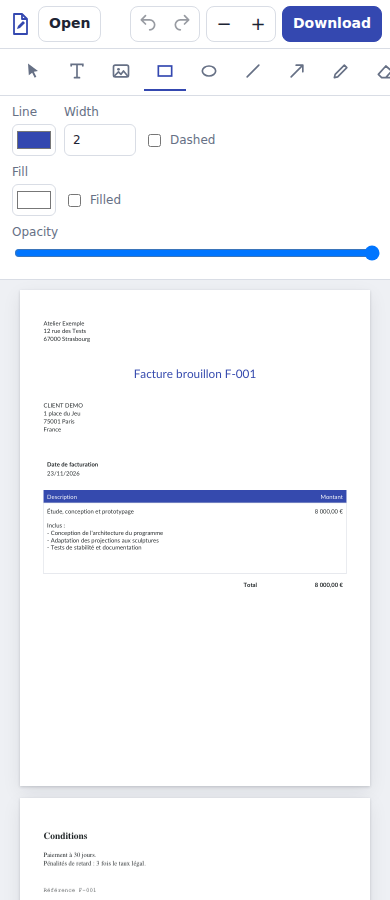 Open
Download
Line
Width
2
Dashed
Fill
Filled
Opacity
Atelier Exemple
12 rue des Tests
67000 Strasbourg
Facture brouillon F-001
CLIENT DEMO
1 place du Jeu
75001 Paris
France
Date de facturation
23/11/2026
Description Montant
Étude, conception et prototypage 8 000,00 €
Inclus :
- Conception de l'architecture du programme
- Adaptation des projections aux sculptures
- Tests de stabilité et documentation
Total 8 000,00 €
Conditions
Paiement à 30 jours.
Pénalités de retard : 3 fois le taux légal.
Référence F-001